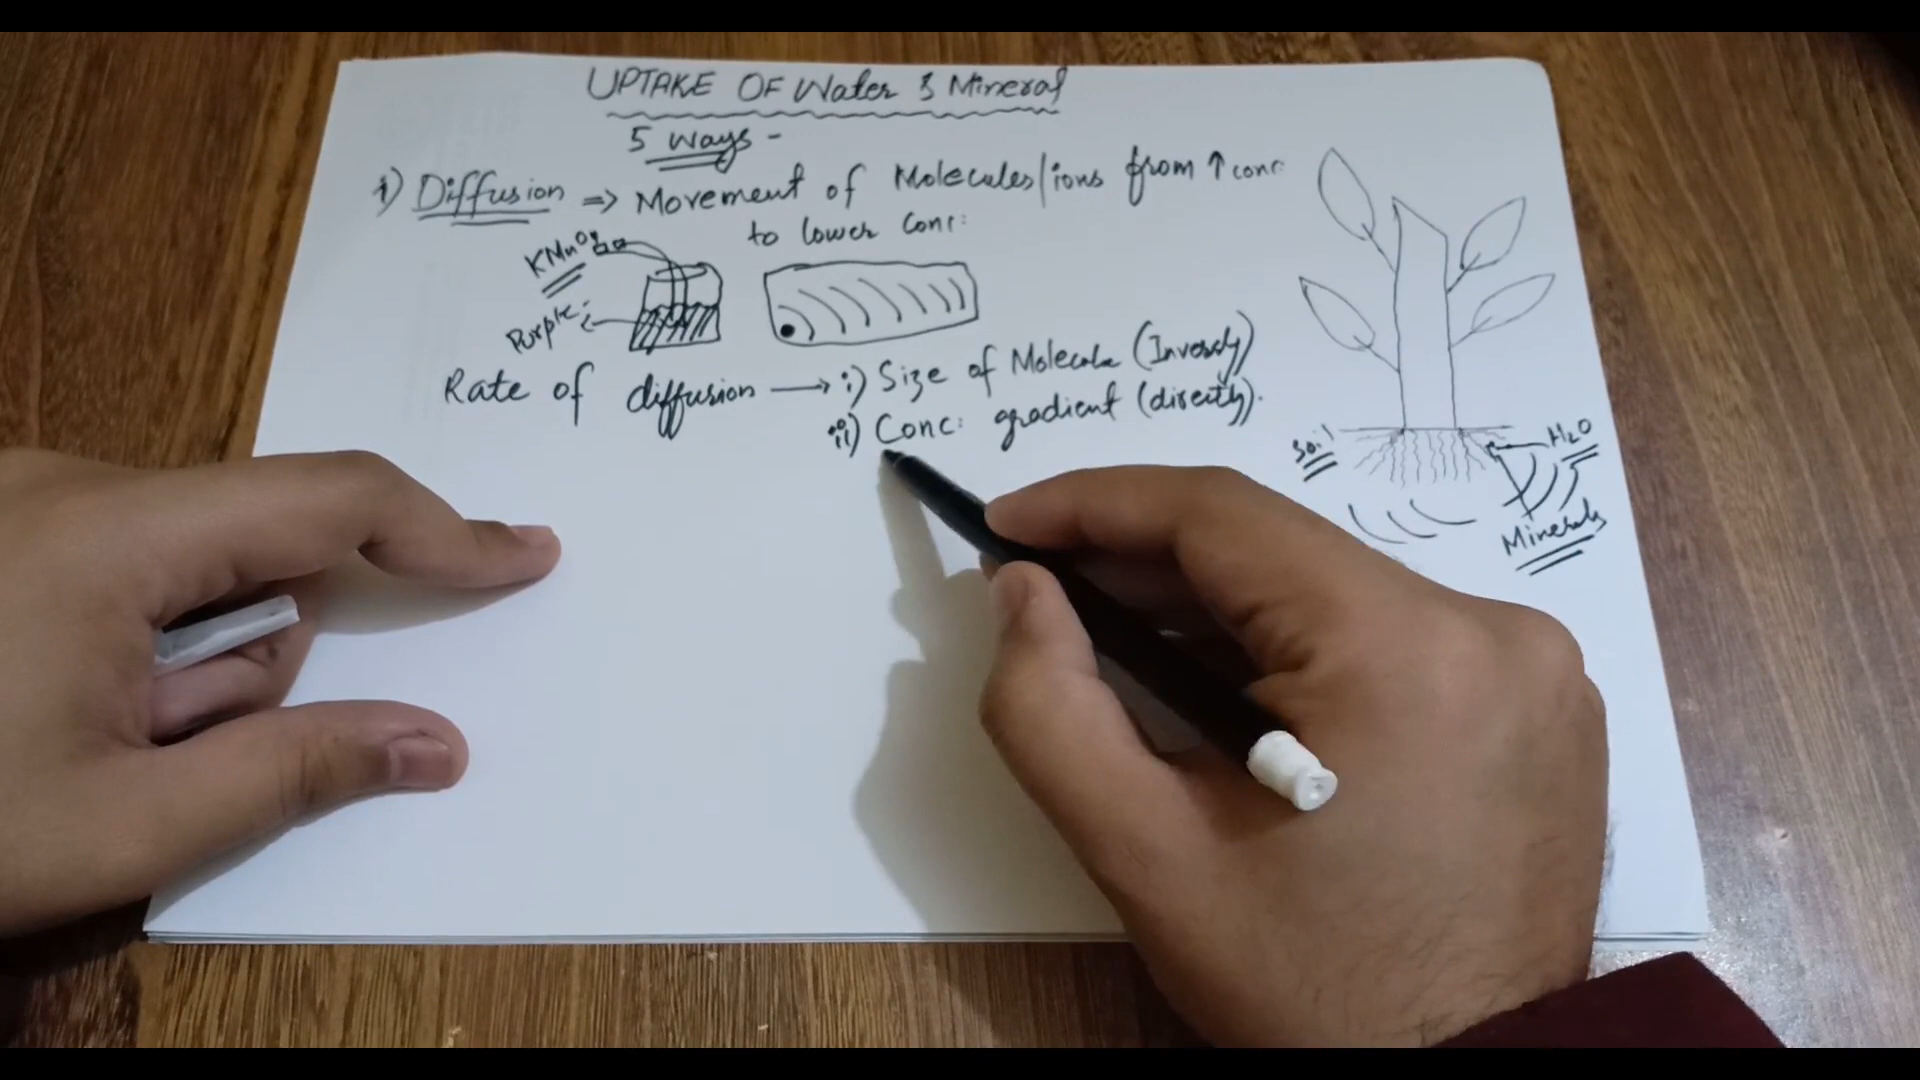 UPTAKE OF Water & Mineral
5 Ways -
1) Diffusion ⇒ Movement of Molecules/ions from ↑ conc:
to lower conc:
KMnO4
Purple
Rate of diffusion → i) Size of Molecule (Inversely)
ii) Conc: gradient (directly).
Soil
H2O
Minerals